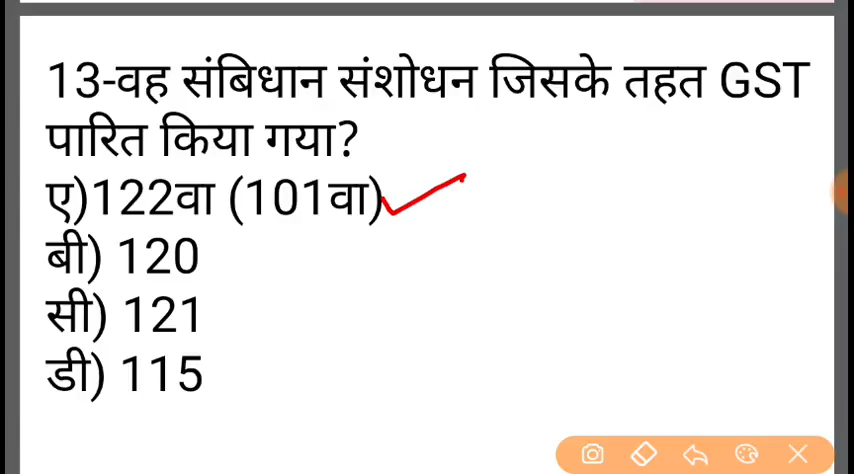 13-वह संबिधान संशोधन जिसके तहत GST
पारित किया गया?
ए)122वा (101वा)
बी) 120
सी) 121
डी) 115